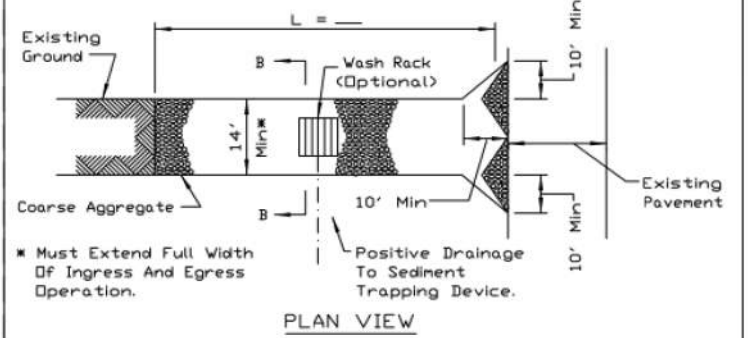 L = ___
10' Min
Existing
Ground
B
Wash Rack
(Optional)
14'
Min*
10' Min
Existing
Pavement
Coarse Aggregate
B
10' Min
* Must Extend Full Width
Of Ingress And Egress
Operation.
Positive Drainage
To Sediment
Trapping Device.
PLAN VIEW